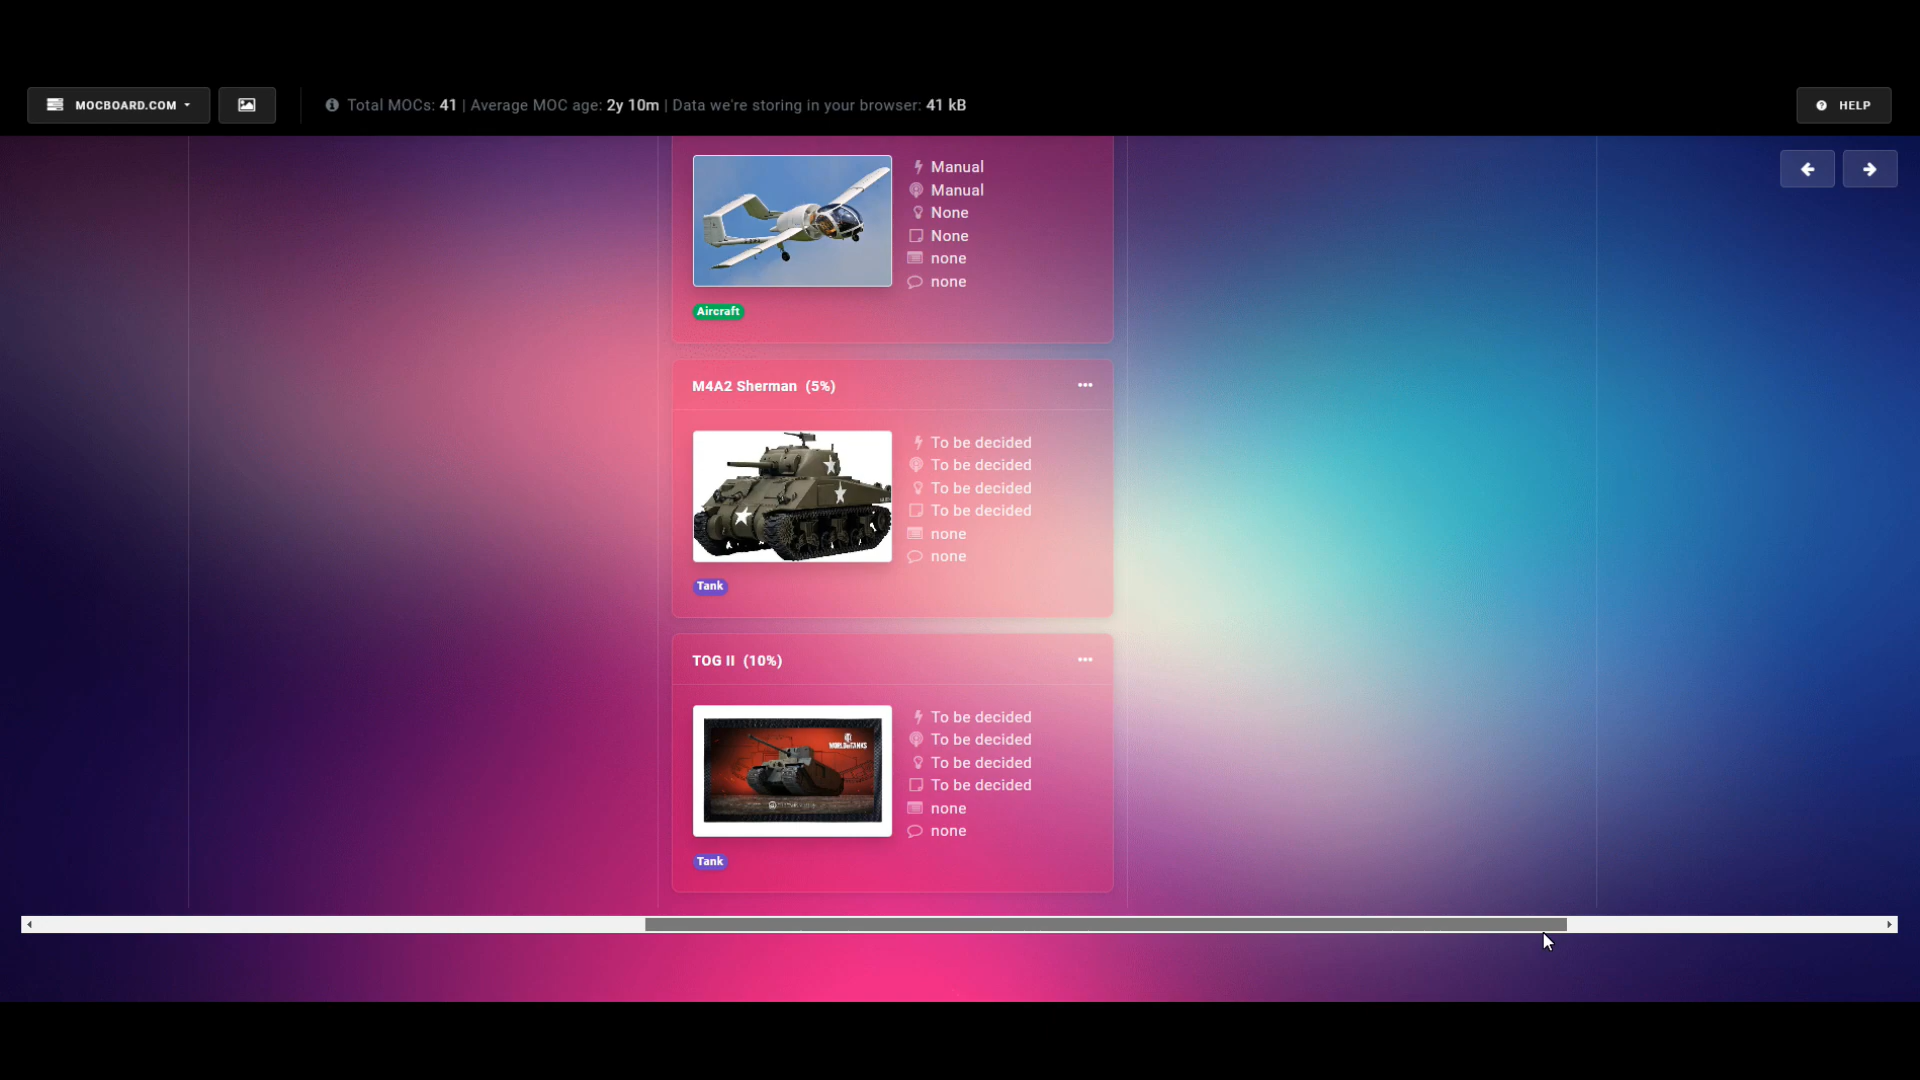 MOCBOARD.COM
Total MOCs: 41 | Average MOC age: 2y 10m | Data we're storing in your browser: 41 kB
HELP
Manual
Manual
None
None
none
none
Aircraft
M4A2 Sherman (5%)
To be decided
To be decided
To be decided
To be decided
none
none
Tank
TOG II (10%)
WORLD OF TANKS
To be decided
To be decided
To be decided
To be decided
none
none
Tank